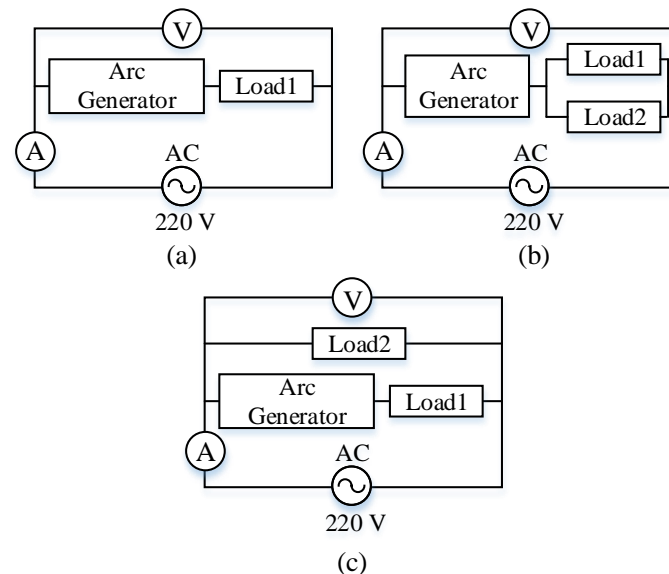 V
Arc
Generator
Load1
A
AC
220 V
(a)
V
Arc
Generator
Load1
Load2
A
AC
220 V
(b)
V
Load2
Arc
Generator
Load1
A
AC
220 V
(c)